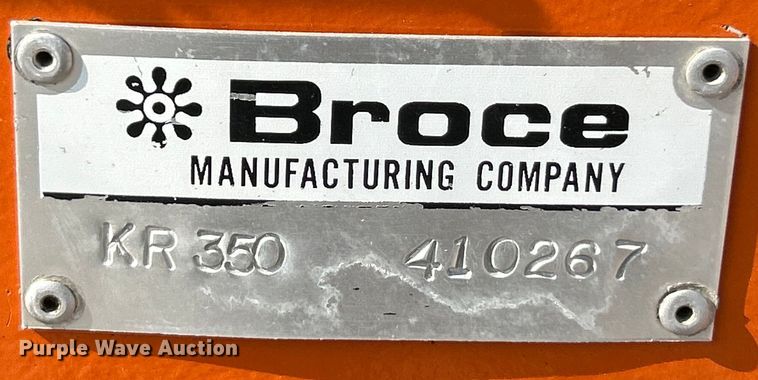 Broce
MANUFACTURING COMPANY
KR 350 410267
Purple Wave Auction